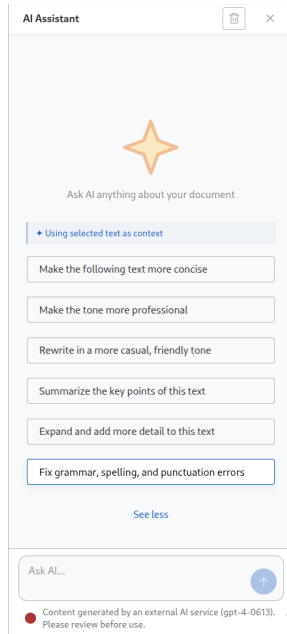 AI Assistant
Ask AI anything about your document
Using selected text as context
Make the following text more concise
Make the tone more professional
Rewrite in a more casual, friendly tone
Summarize the key points of this text
Expand and add more detail to this text
Fix grammar, spelling, and punctuation errors
See less
Ask AI...
Content generated by an external AI service (gpt-4-0613).
Please review before use.